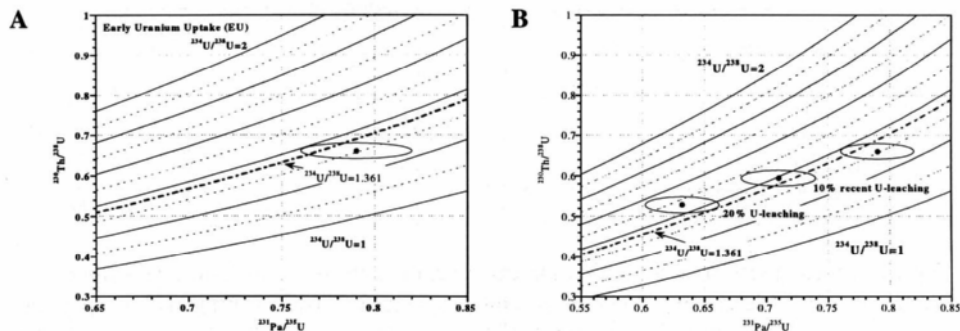 A
Early Uranium Uptake (EU)
²³⁴U/²³⁸U=2
1
0.9
0.8
0.7
0.6
0.5
0.4
0.3
²³⁰Th/²³⁸U
²³⁴U/²³⁸U=1.361
²³⁴U/²³⁸U=1
0.65
0.7
0.75
0.8
0.85
²³¹Pa/²³⁵U
B
²³⁴U/²³⁸U=2
1
0.9
0.8
0.7
0.6
0.5
0.4
0.3
²³⁰Th/²³⁸U
10% recent U-leaching
20% U-leaching
²³⁴U/²³⁸U=1.361
²³⁴U/²³⁸U=1
0.55
0.6
0.65
0.7
0.75
0.8
0.85
²³¹Pa/²³⁵U